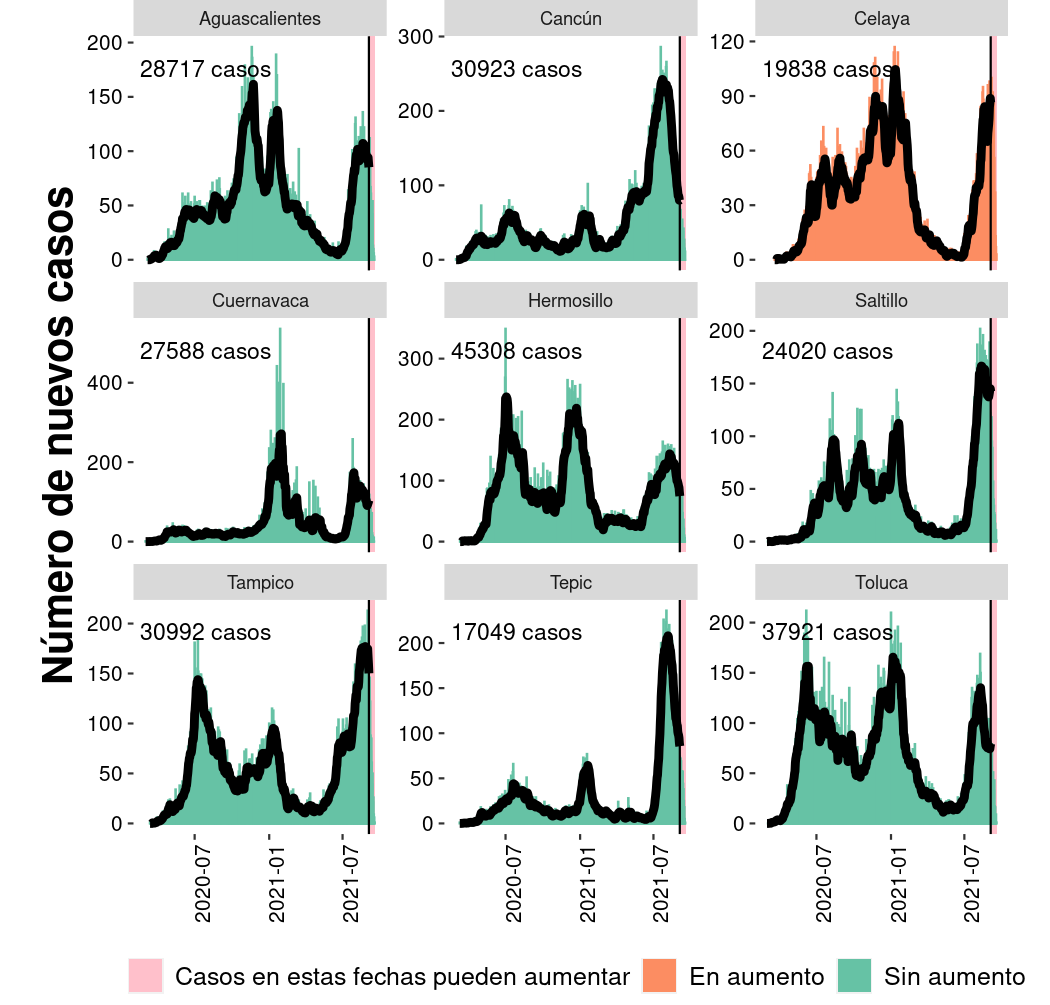 Número de nuevos casos
Aguascalientes
28717 casos
200
150
100
50
0
Cancún
30923 casos
300
200
100
0
Celaya
19838 casos
120
90
60
30
0
Cuernavaca
27588 casos
400
200
0
Hermosillo
45308 casos
300
200
100
0
Saltillo
24020 casos
200
150
100
50
0
Tampico
30992 casos
200
150
100
50
0
2020-07
2021-01
2021-07
Tepic
17049 casos
200
150
100
50
0
2020-07
2021-01
2021-07
Toluca
37921 casos
200
150
100
50
0
2020-07
2021-01
2021-07
Casos en estas fechas pueden aumentar
En aumento
Sin aumento